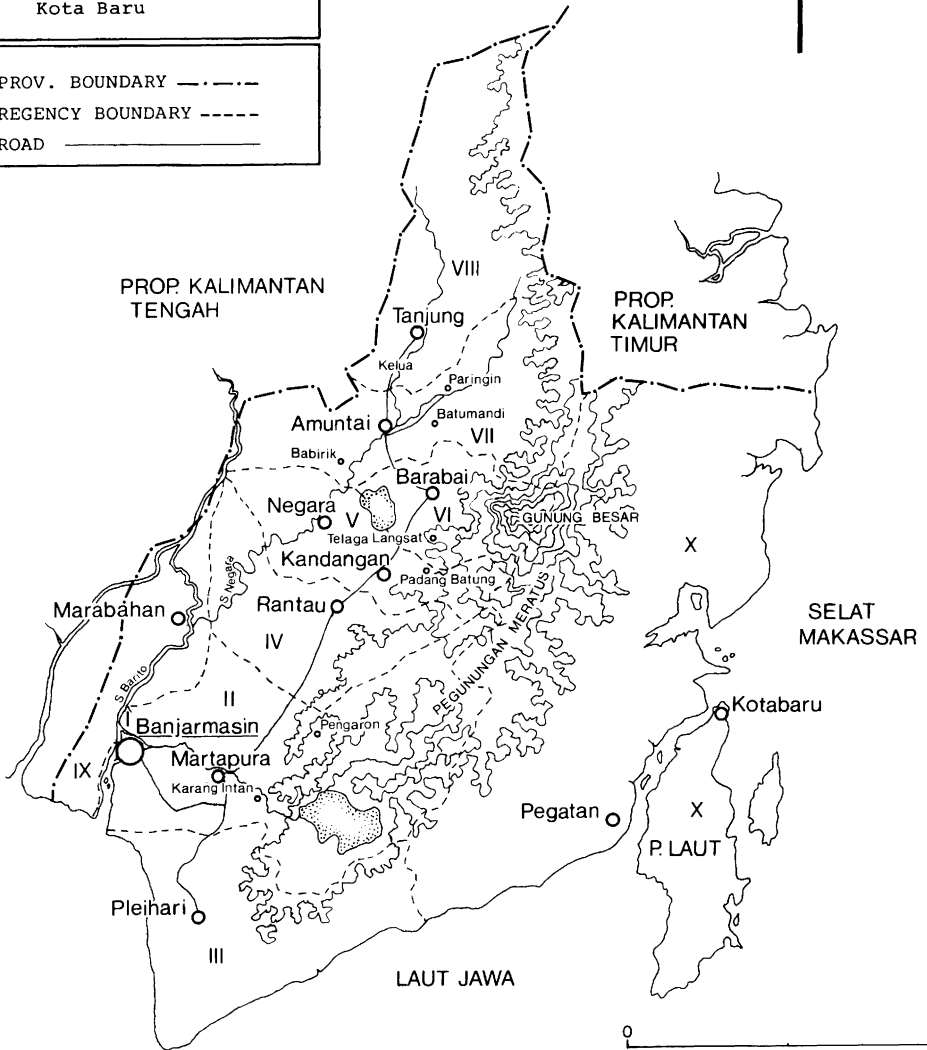 Kota Baru
PROV. BOUNDARY
REGENCY BOUNDARY
ROAD
VIII
PROP. KALIMANTAN
TENGAH
PROP.
KALIMANTAN
TIMUR
Tanjung
Kelua
Paringin
Amuntai
Batumandi
VII
Babirik
Barabai
Negara
V
VI
GUNUNG BESAR
Telaga Langsat
X
Kandangan
Padang Batung
S Negara
Rantau
Marabahan
SELAT
MAKASSAR
IV
PEGUNUNGAN MERATUS
S Barito
II
Kotabaru
I
Banjarmasin
Pengaron
Martapura
IX
Karang Intan
Pegatan
X
P. LAUT
Pleihari
III
LAUT JAWA
0